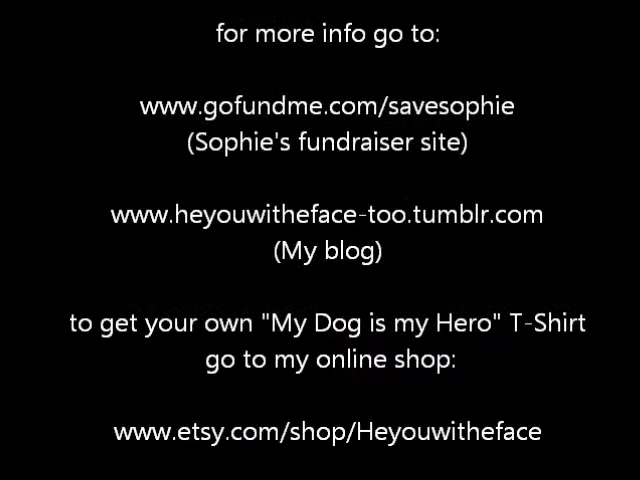 for more info go to:
www.gofundme.com/savesophie
(Sophie's fundraiser site)
www.heyouwitheface-too.tumblr.com
(My blog)
to get your own "My Dog is my Hero" T-Shirt
go to my online shop:
www.etsy.com/shop/Heyouwitheface